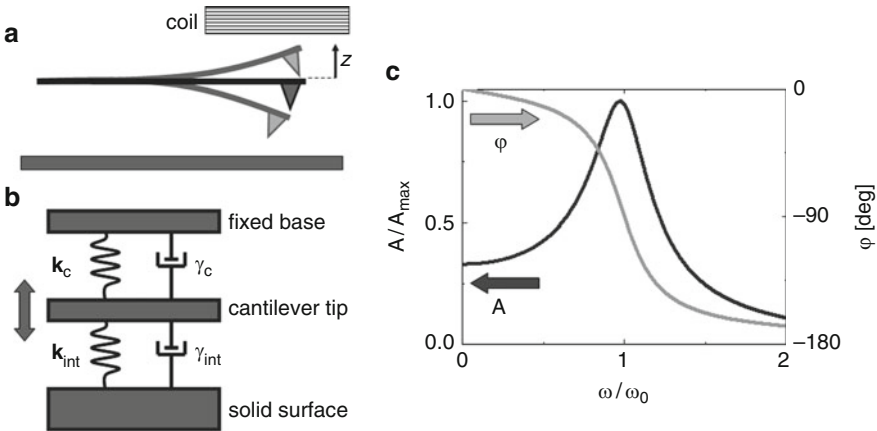 a
coil
z
b
fixed base
k_c
γ_c
cantilever tip
k_int
γ_int
solid surface
c
1.0
0.5
0.0
A/A_max
φ
A
0
−90
−180
φ [deg]
0
1
2
ω/ω_0